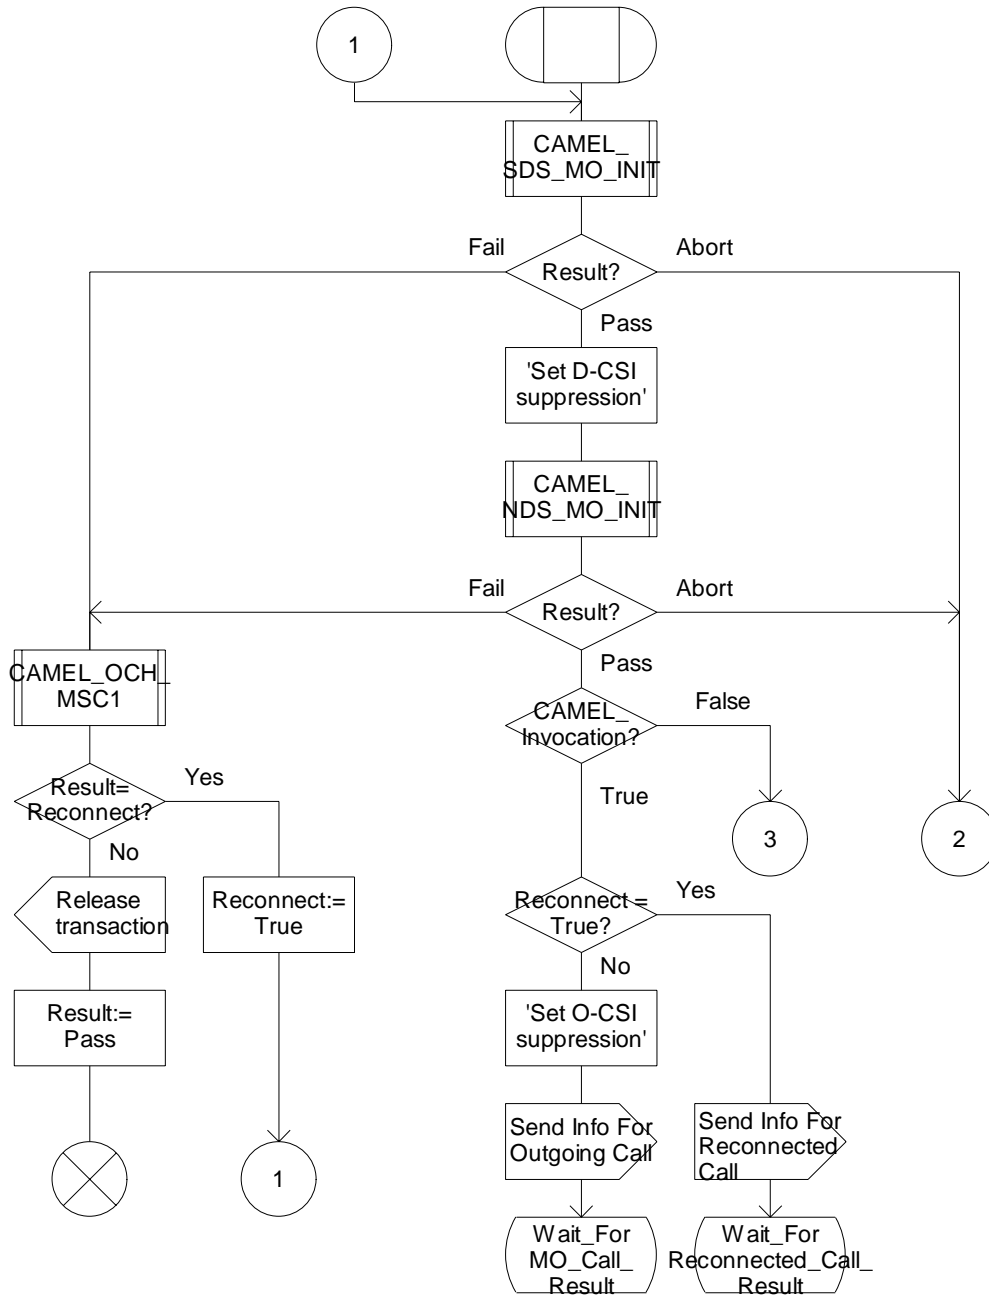 1
CAMEL_
SDS_MO_INIT
Fail
Abort
Result?
Pass
'Set D-CSI
suppression'
CAMEL_
NDS_MO_INIT
Fail
Abort
Result?
Pass
CAMEL_OCH_
MSC1
CAMEL_
Invocation?
False
Result=
Reconnect?
Yes
True
3
2
No
Release
transaction
Reconnect:=
True
Reconnect =
True?
Yes
No
Result:=
Pass
'Set O-CSI
suppression'
Send Info For
Outgoing Call
Send Info For
Reconnected
Call
1
Wait_For
MO_Call_
Result
Wait_For
Reconnected_Call_
Result